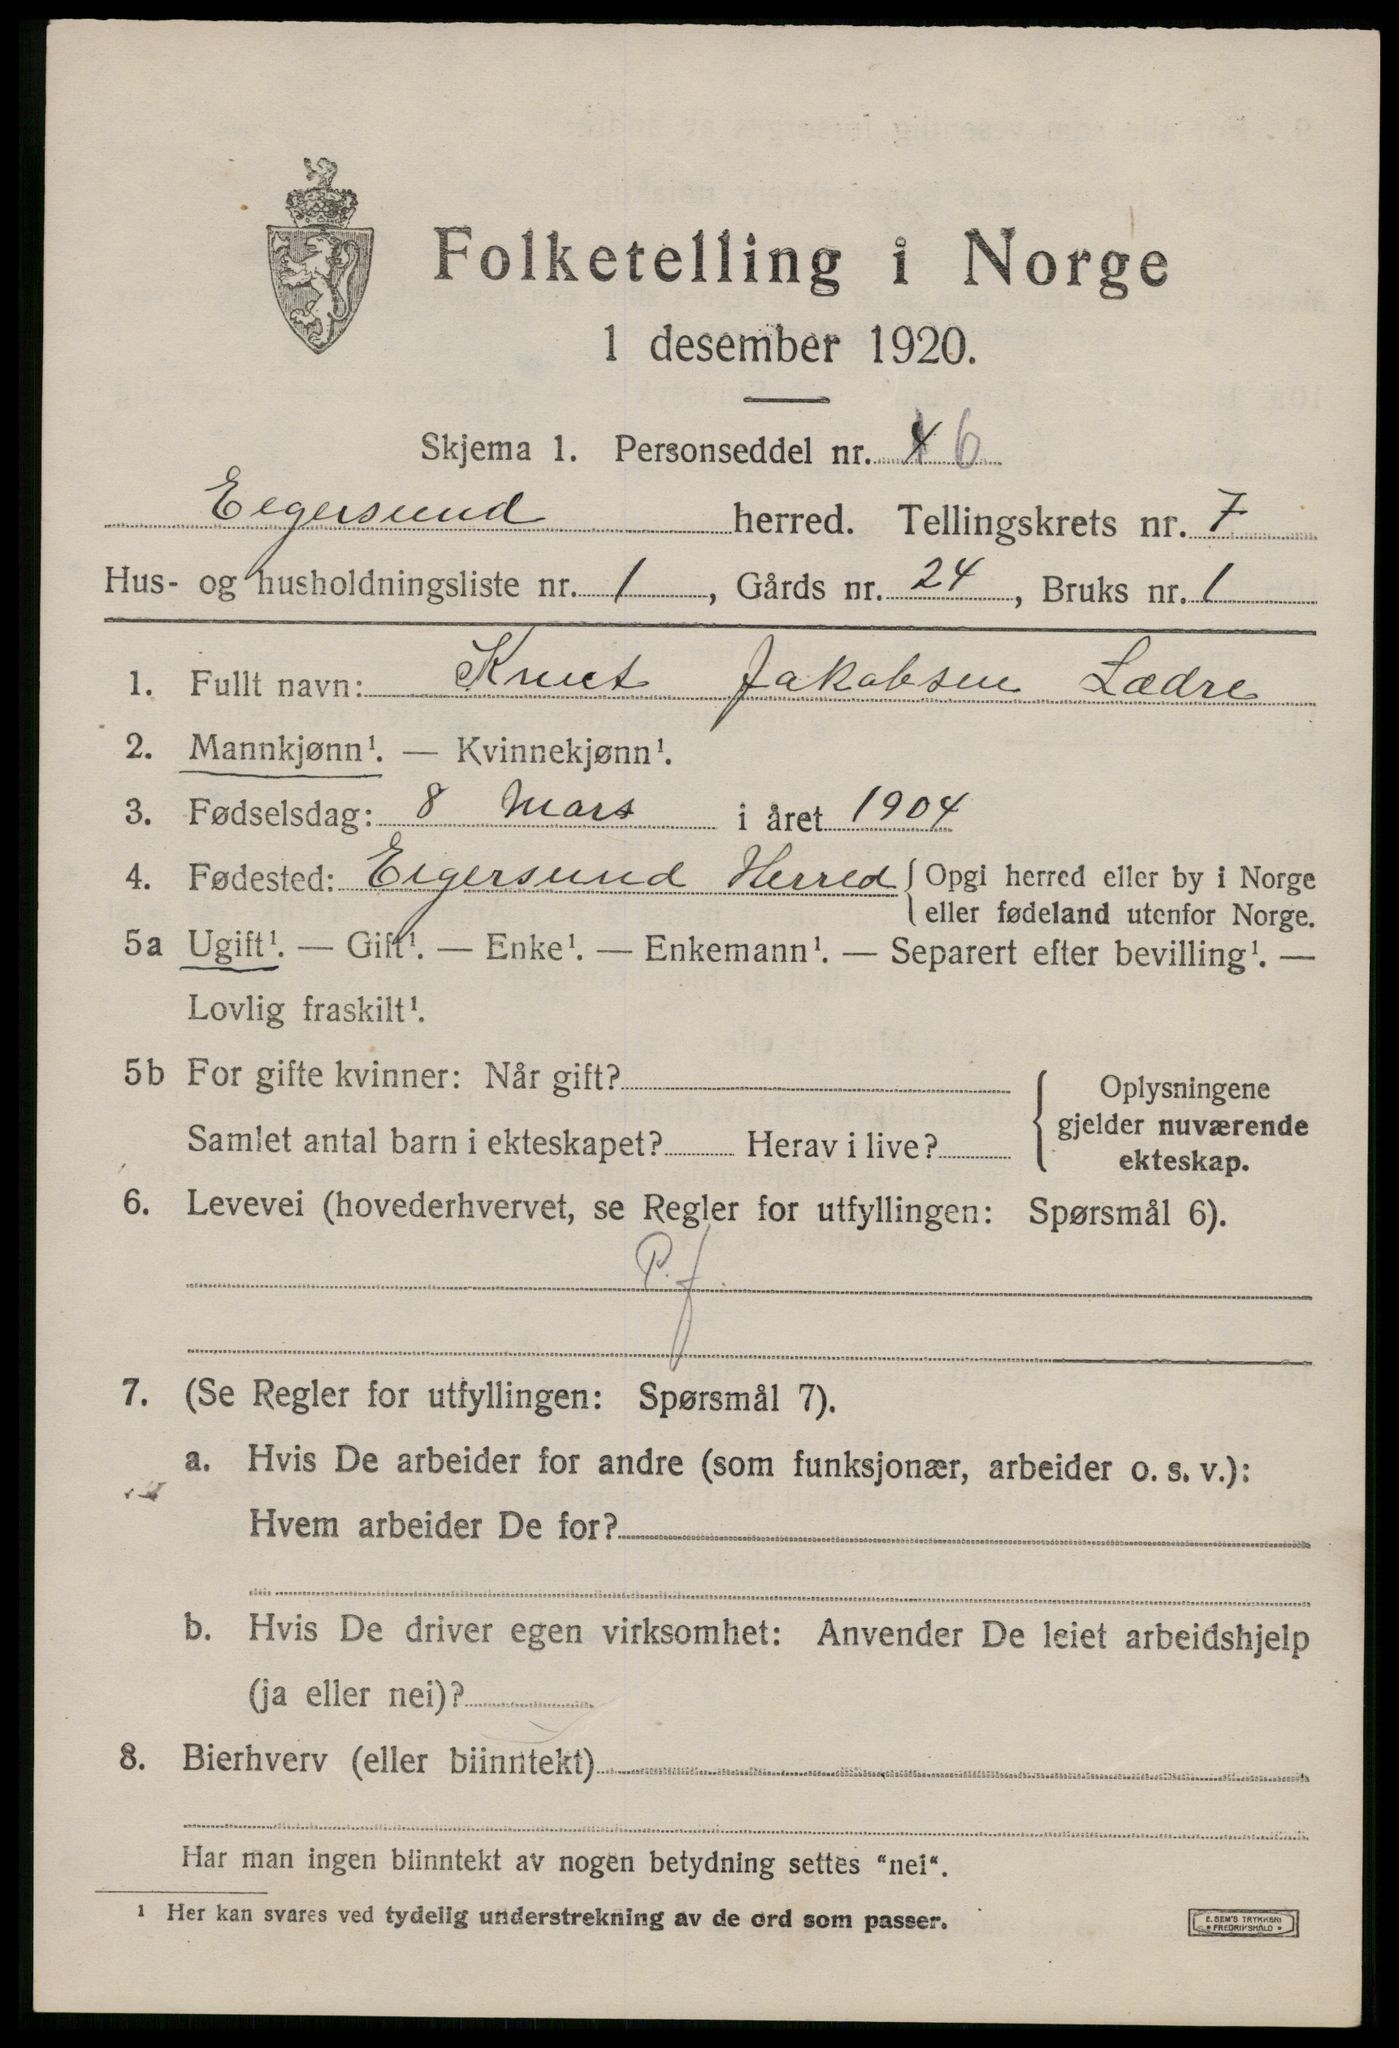 Folketelling i Norge
1 desember 1920.
Skjema 1. Personseddel nr. 6
Eigersund herred. Tellingskrets nr. 7
Hus- og husholdningsliste nr. 1, Gårds nr. 24, Bruks nr. 1
1. Fullt navn: Knut Jakobsen Lædre
2. Mannkjønn¹. — Kvinnekjønn¹.
3. Fødselsdag: 8 Mars i året 1904
4. Fødested: Eigersund Herred { Opgi herred eller by i Norge
eller fødeland utenfor Norge.
5a Ugift¹. — Gift¹. — Enke¹. — Enkemann¹. — Separert efter bevilling¹. —
Lovlig fraskilt¹.
5b For gifte kvinner: Når gift?
Samlet antal barn i ekteskapet? Herav i live?
Oplysningene
gjelder nuværende
ekteskap.
6. Levevei (hovederhvervet, se Regler for utfyllingen: Spørsmål 6).
P. f
7. (Se Regler for utfyllingen: Spørsmål 7).
a. Hvis De arbeider for andre (som funksjonær, arbeider o. s. v.):
Hvem arbeider De for?
b. Hvis De driver egen virksomhet: Anvender De leiet arbeidshjelp
(ja eller nei)?
8. Bierhverv (eller biinntekt)
Har man ingen biinntekt av nogen betydning settes “nei“.
¹ Her kan svares ved tydelig understrekning av de ord som passer.
E. SEM'S TRYKKERI
• FREDRIKSHALD •